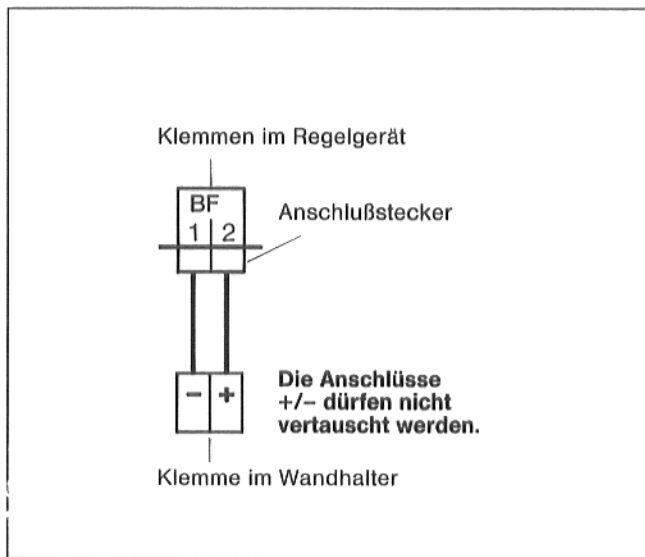 Klemmen im Regelgerät
BF
1 2
Anschlußstecker
- +
Die Anschlüsse
+/– dürfen nicht
vertauscht werden.
Klemme im Wandhalter